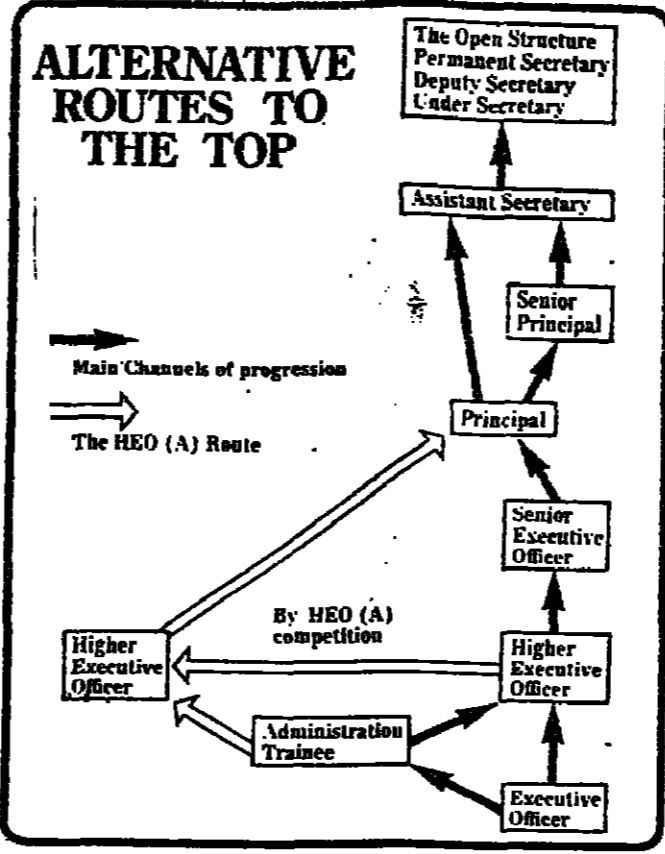 ALTERNATIVE
ROUTES TO
THE TOP
The Open Structure
Permanent Secretary
Deputy Secretary
Under Secretary
Assistant Secretary
Senior
Principal
Main Channels of progression
Principal
The HEO (A) Route
Senior
Executive
Officer
By HEO (A)
competition
Higher
Executive
Officer
Higher
Executive
Officer
Administration
Trainee
Executive
Officer